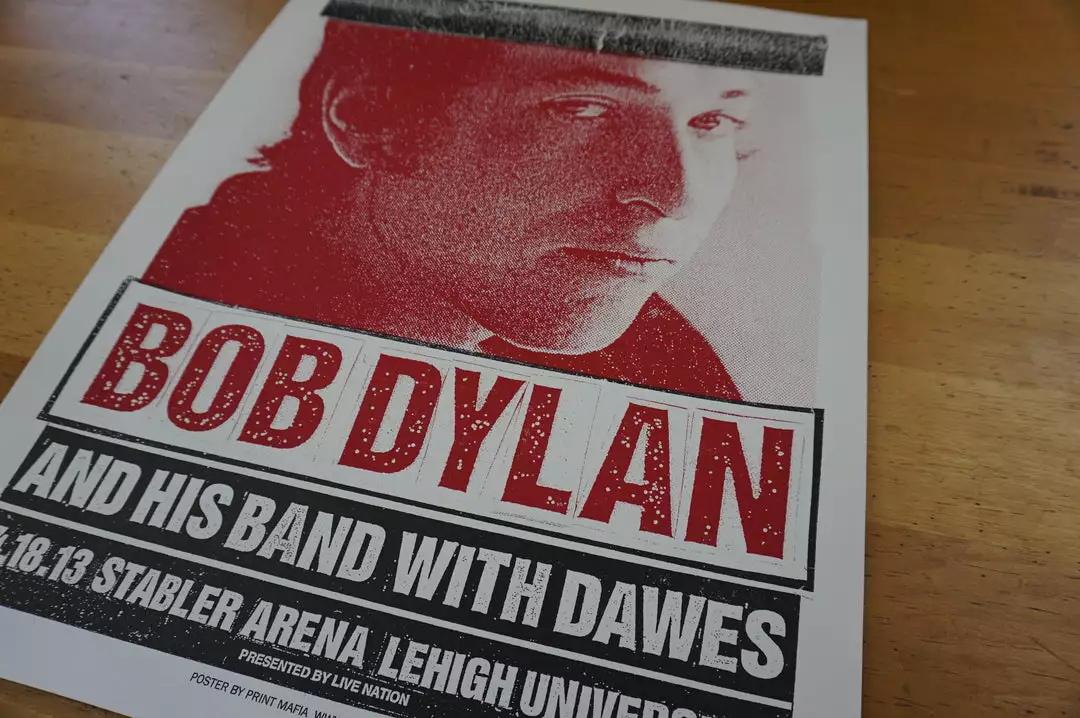 BOB DYLAN
AND HIS BAND WITH DAWES
4.18.13 STABLER ARENA LEHIGH
PRESENTED BY LIVE NATION
POSTER BY PRINT MAFIA